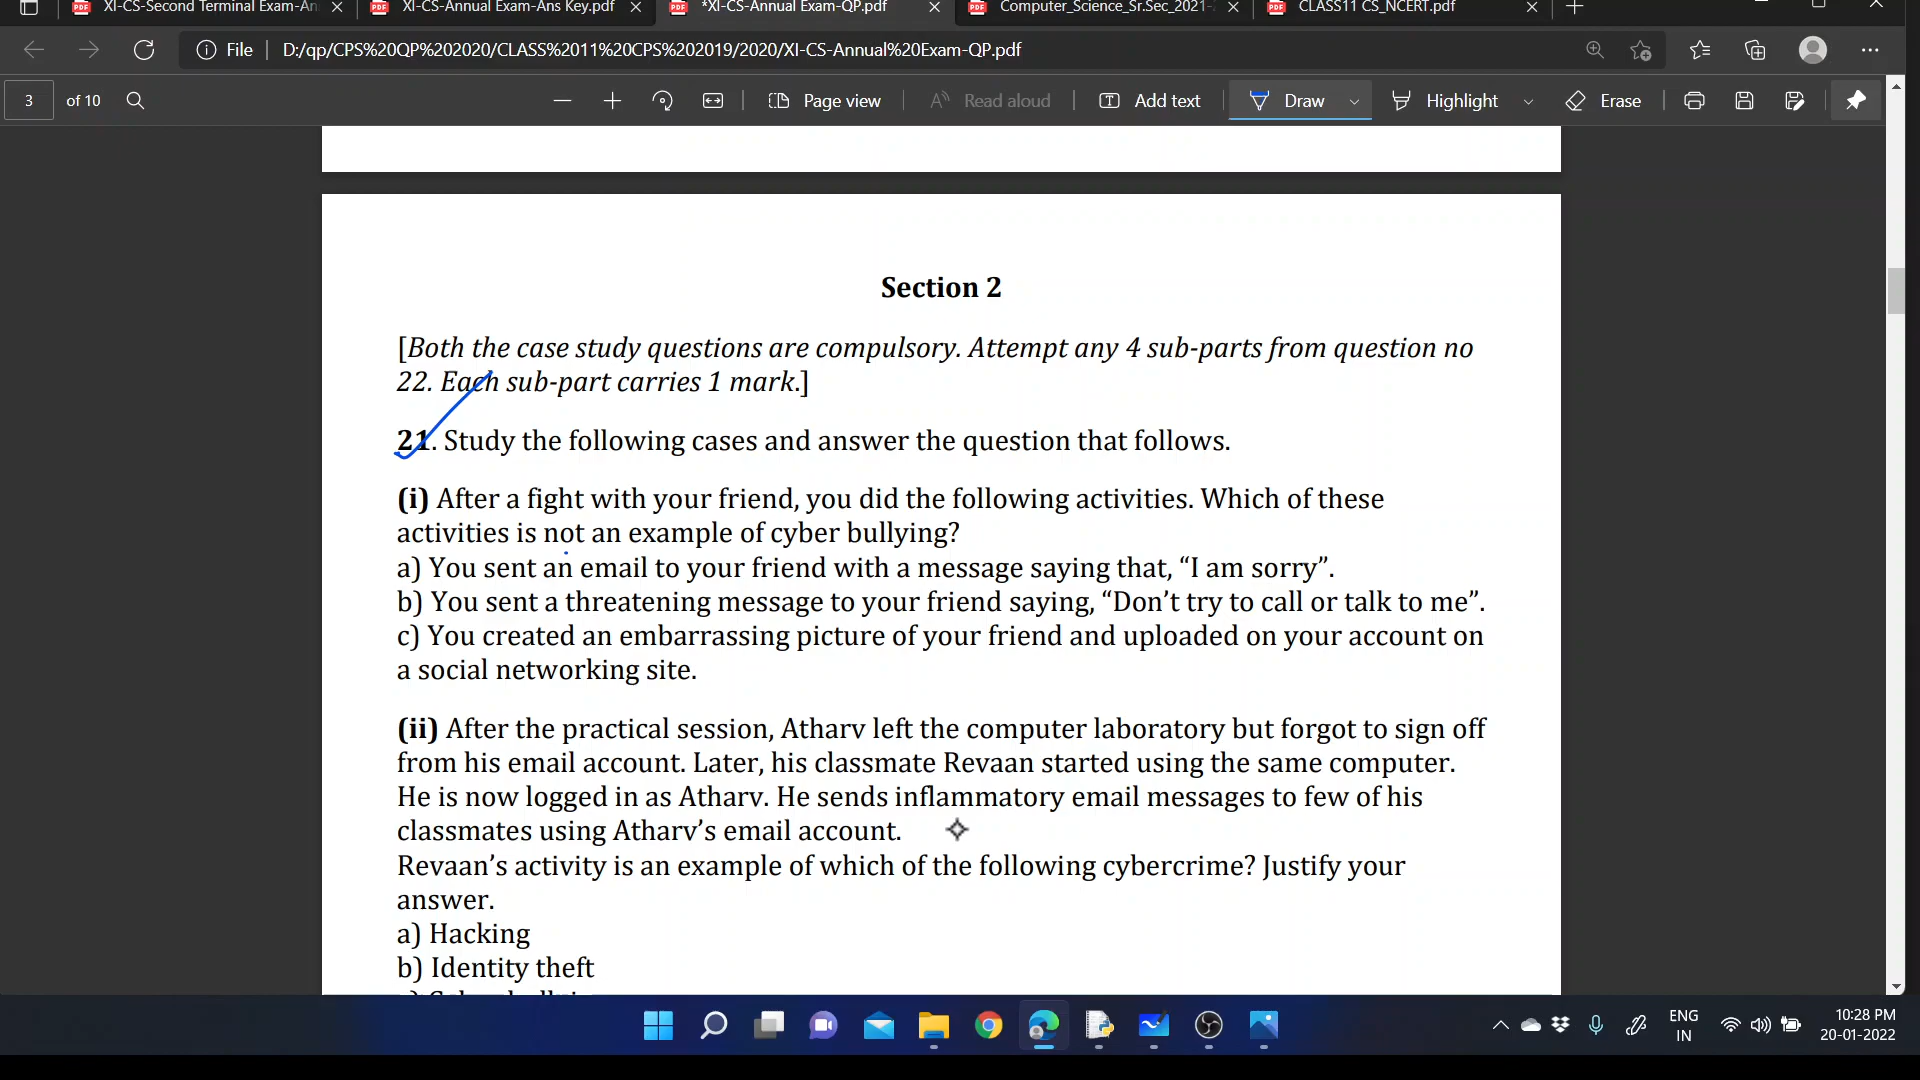 XI-CS-Second Terminal Exam-An
XI-CS-Annual Exam-Ans Key.pdf
*XI-CS-Annual Exam-QP.pdf
Computer_Science_Sr.Sec_2021-
CLASS11 CS_NCERT.pdf
File
D:/qp/CPS%20QP%202020/CLASS%2011%20CPS%202019/2020/XI-CS-Annual%20Exam-QP.pdf
3 of 10
Page view
Read aloud
Add text
Draw
Highlight
Erase
Section 2
[Both the case study questions are compulsory. Attempt any 4 sub-parts from question no
22. Each sub-part carries 1 mark.]
21. Study the following cases and answer the question that follows.
(i) After a fight with your friend, you did the following activities. Which of these
activities is not an example of cyber bullying?
a) You sent an email to your friend with a message saying that, “I am sorry”.
b) You sent a threatening message to your friend saying, “Don’t try to call or talk to me”.
c) You created an embarrassing picture of your friend and uploaded on your account on
a social networking site.
(ii) After the practical session, Atharv left the computer laboratory but forgot to sign off
from his email account. Later, his classmate Revaan started using the same computer.
He is now logged in as Atharv. He sends inflammatory email messages to few of his
classmates using Atharv’s email account.
Revaan’s activity is an example of which of the following cybercrime? Justify your
answer.
a) Hacking
b) Identity theft
ENG
IN
10:28 PM
20-01-2022